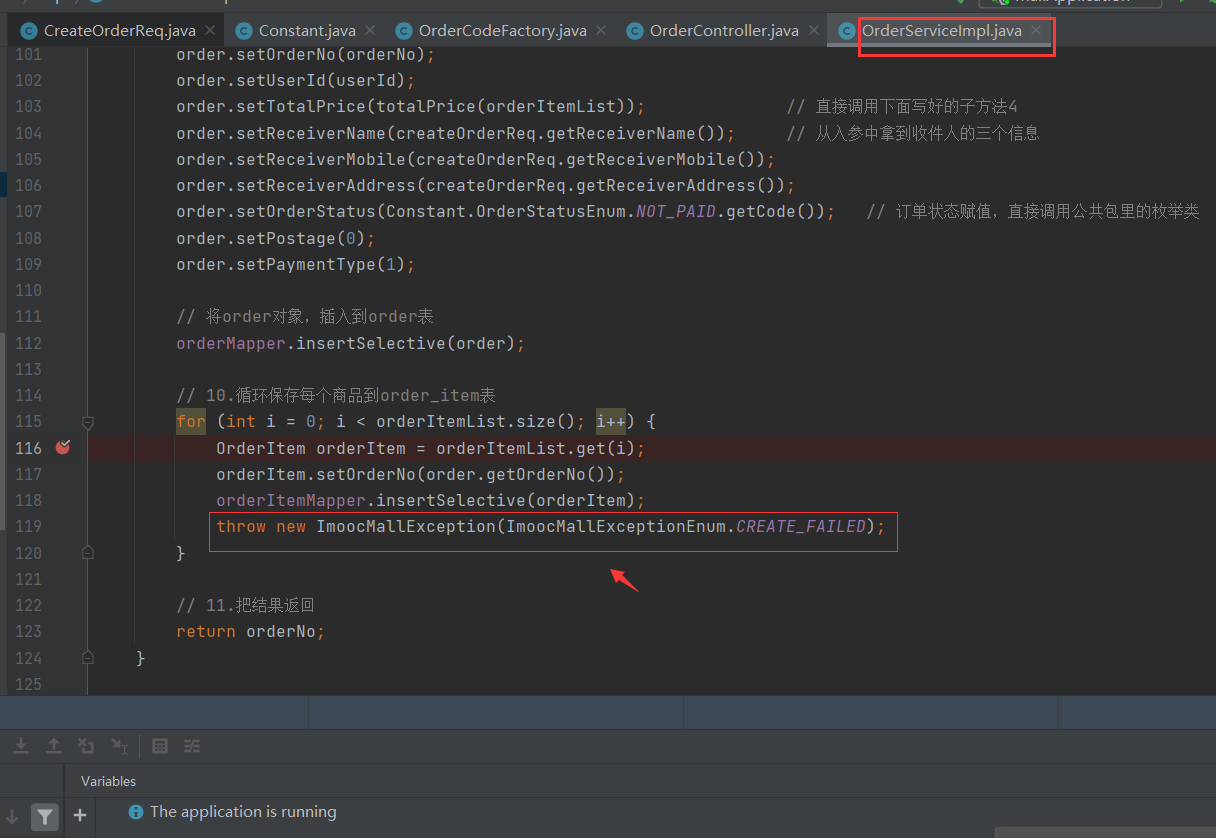 CreateOrderReq.java Constant.java OrderCodeFactory.java OrderController.java OrderServiceImpl.java
101 order.setOrderNo(orderNo);
102 order.setUserId(userId);
103 order.setTotalPrice(totalPrice(orderItemList)); // 直接调用下面写好的子方法4
104 order.setReceiverName(createOrderReq.getReceiverName()); // 从入参中拿到收件人的三个信息
105 order.setReceiverMobile(createOrderReq.getReceiverMobile());
106 order.setReceiverAddress(createOrderReq.getReceiverAddress());
107 order.setOrderStatus(Constant.OrderStatusEnum.NOT_PAID.getCode()); // 订单状态赋值，直接调用公共包里的枚举类
108 order.setPostage(0);
109 order.setPaymentType(1);
110
111 // 将order对象，插入到order表
112 orderMapper.insertSelective(order);
113
114 // 10.循环保存每个商品到order_item表
115 for (int i = 0; i < orderItemList.size(); i++) {
116 OrderItem orderItem = orderItemList.get(i);
117 orderItem.setOrderNo(order.getOrderNo());
118 orderItemMapper.insertSelective(orderItem);
119 throw new ImoocMallException(ImoocMallExceptionEnum.CREATE_FAILED);
120 }
121
122 // 11.把结果返回
123 return orderNo;
124 }
125
Variables
The application is running